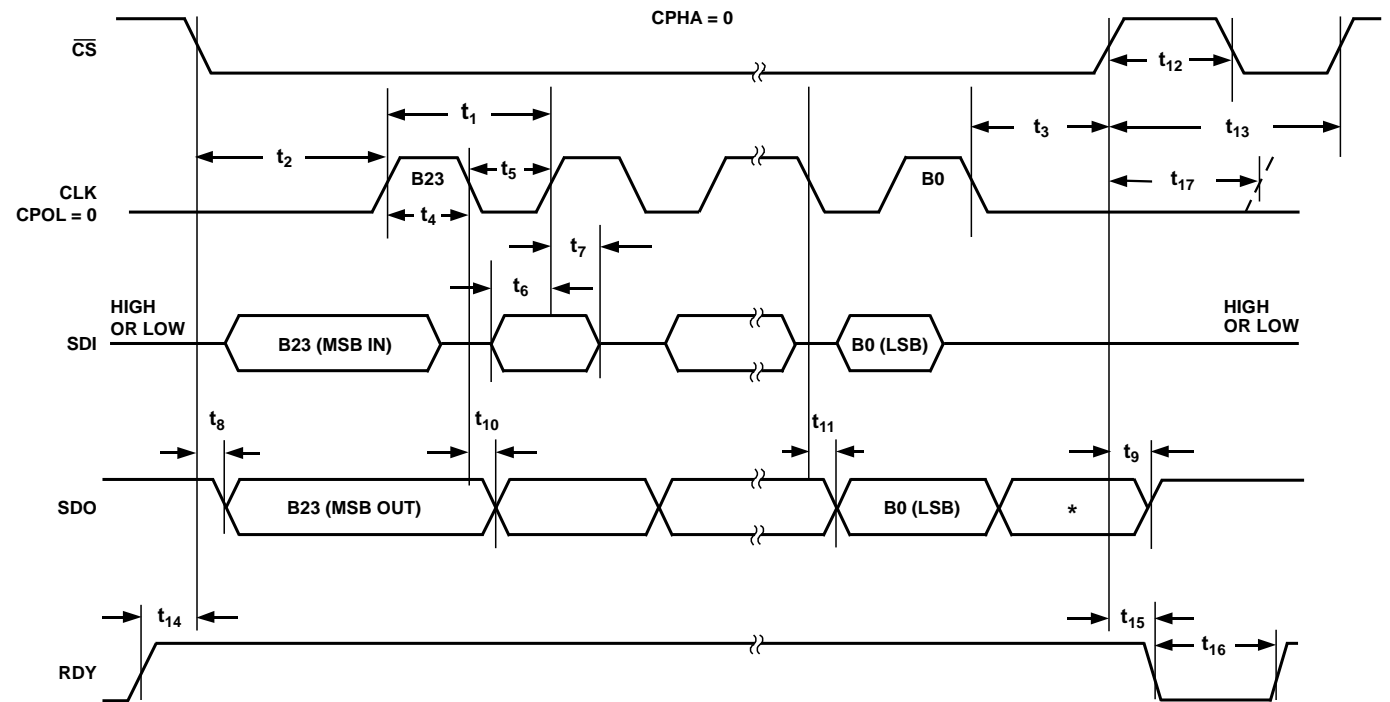 CPHA = 0
CS
t12
t1
t3
t13
t2
t5
t17
CLK
CPOL = 0
B23
B0
t4
t7
t6
HIGH
OR LOW
HIGH
OR LOW
SDI
B23 (MSB IN)
B0 (LSB)
t8
t10
t11
t9
SDO
B23 (MSB OUT)
B0 (LSB)
*
t14
t15
t16
RDY